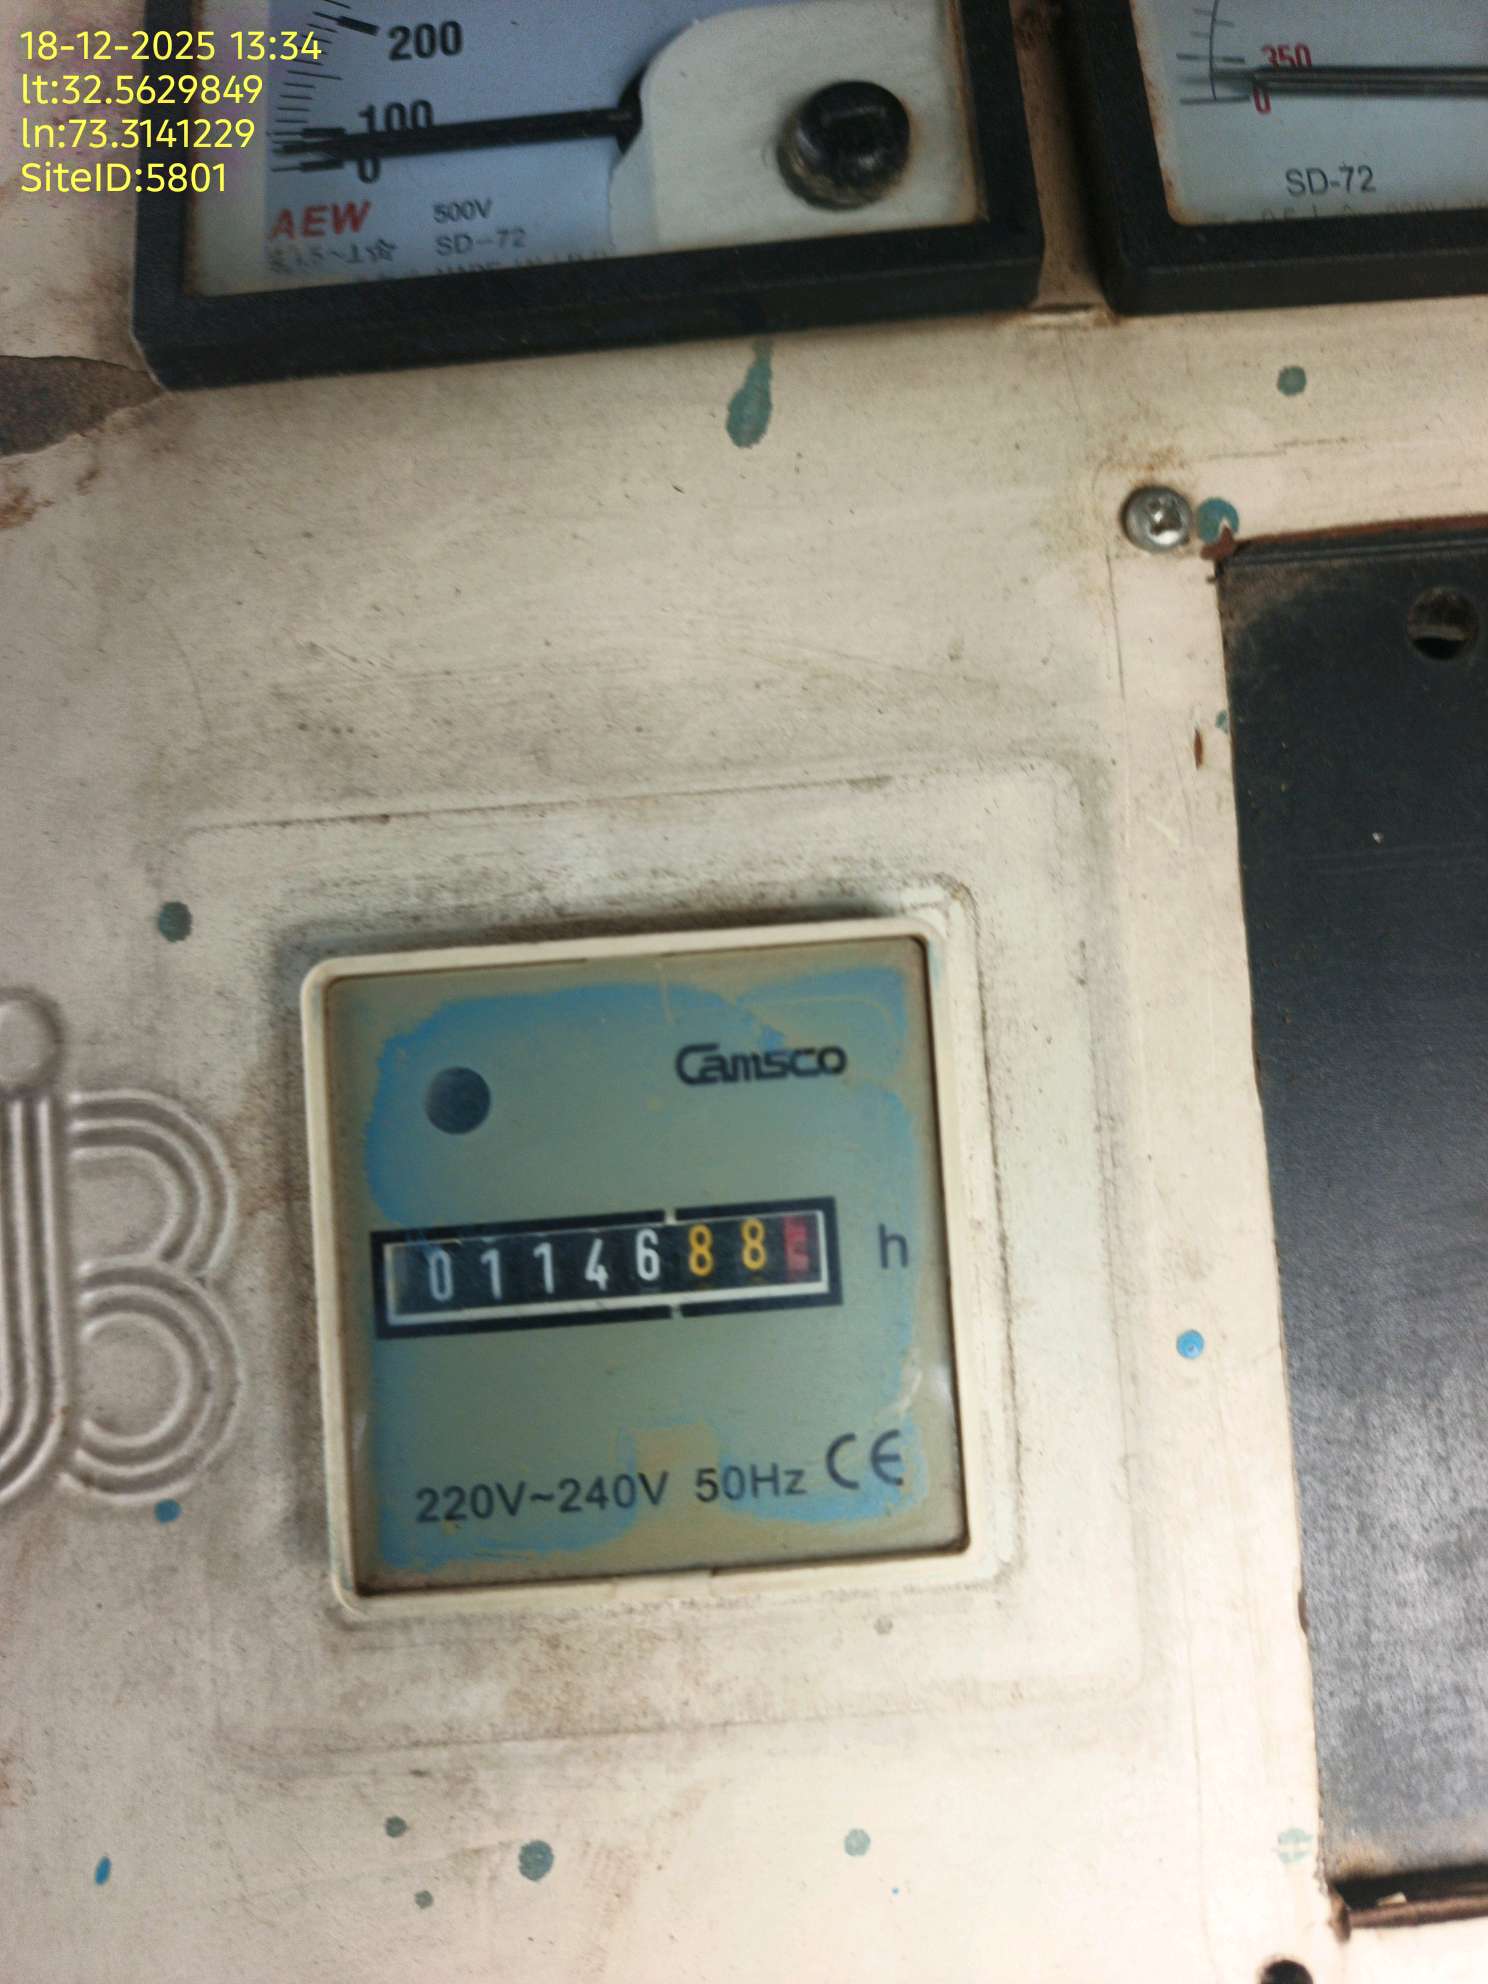 18-12-2025 13:34
lt:32.5629849
ln:73.3141229
SiteID:5801
200
100
0
AEW
500V
SD-72
350
0
SD-72
Camsco
0114688
h
220V~240V 50Hz CE
JB